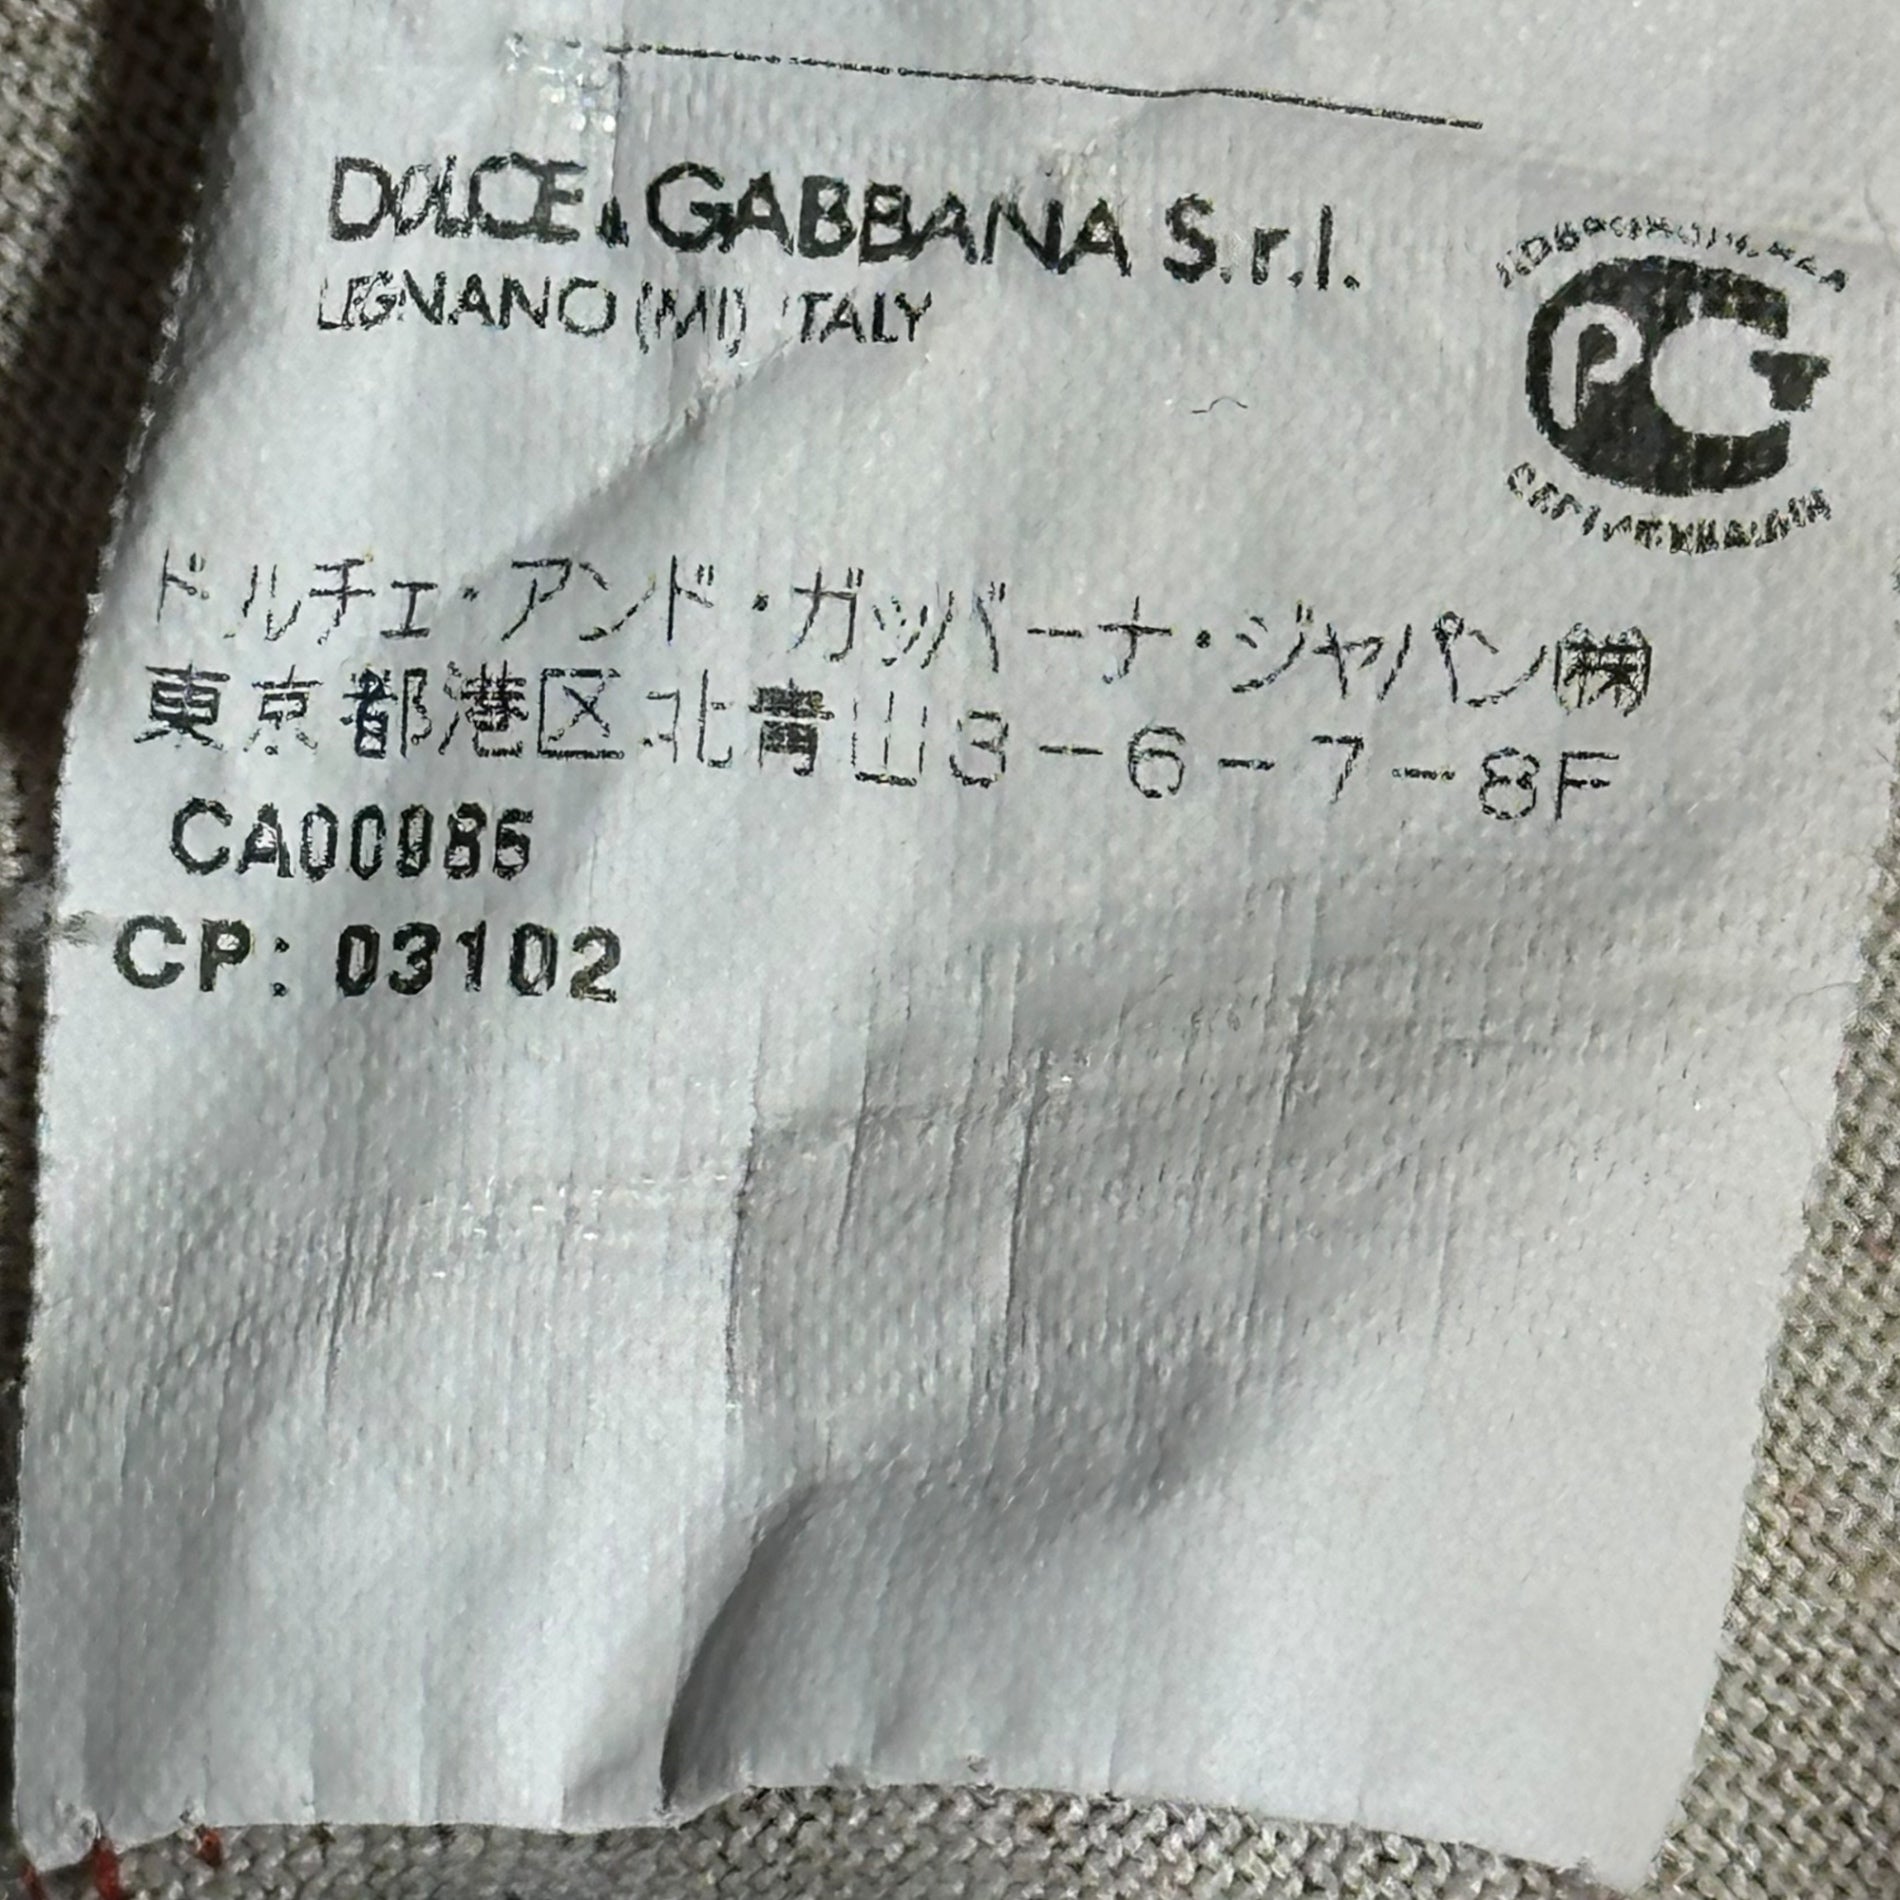 DOLCE & GABBANA S.r.l.
LEGNANO (MI) ITALY
PG
ドルチェ・アンド・ガッバーナ・ジャパン㈱
東京都港区北青山3-6-7-8F
CA00086
CP: 03102